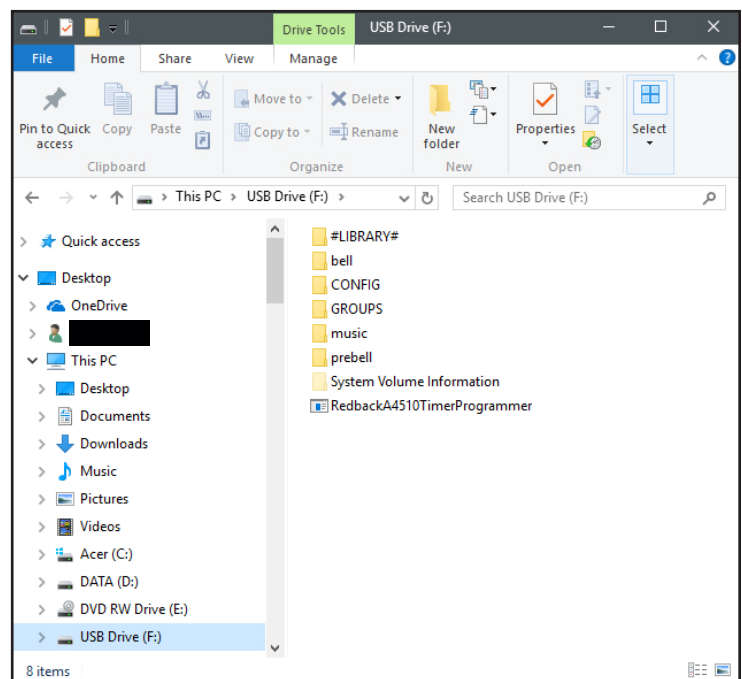 Drive Tools USB Drive (F:)
File Home Share View Manage
Pin to Quick access
Copy
Paste
Move to
Copy to
Delete
Rename
New folder
Properties
Select
Clipboard Organize New Open
This PC > USB Drive (F:) >
Search USB Drive (F:)
Quick access
Desktop
OneDrive
This PC
Desktop
Documents
Downloads
Music
Pictures
Videos
Acer (C:)
DATA (D:)
DVD RW Drive (E:)
USB Drive (F:)
#LIBRARY#
bell
CONFIG
GROUPS
music
prebell
System Volume Information
RedbackA4510TimerProgrammer
8 items